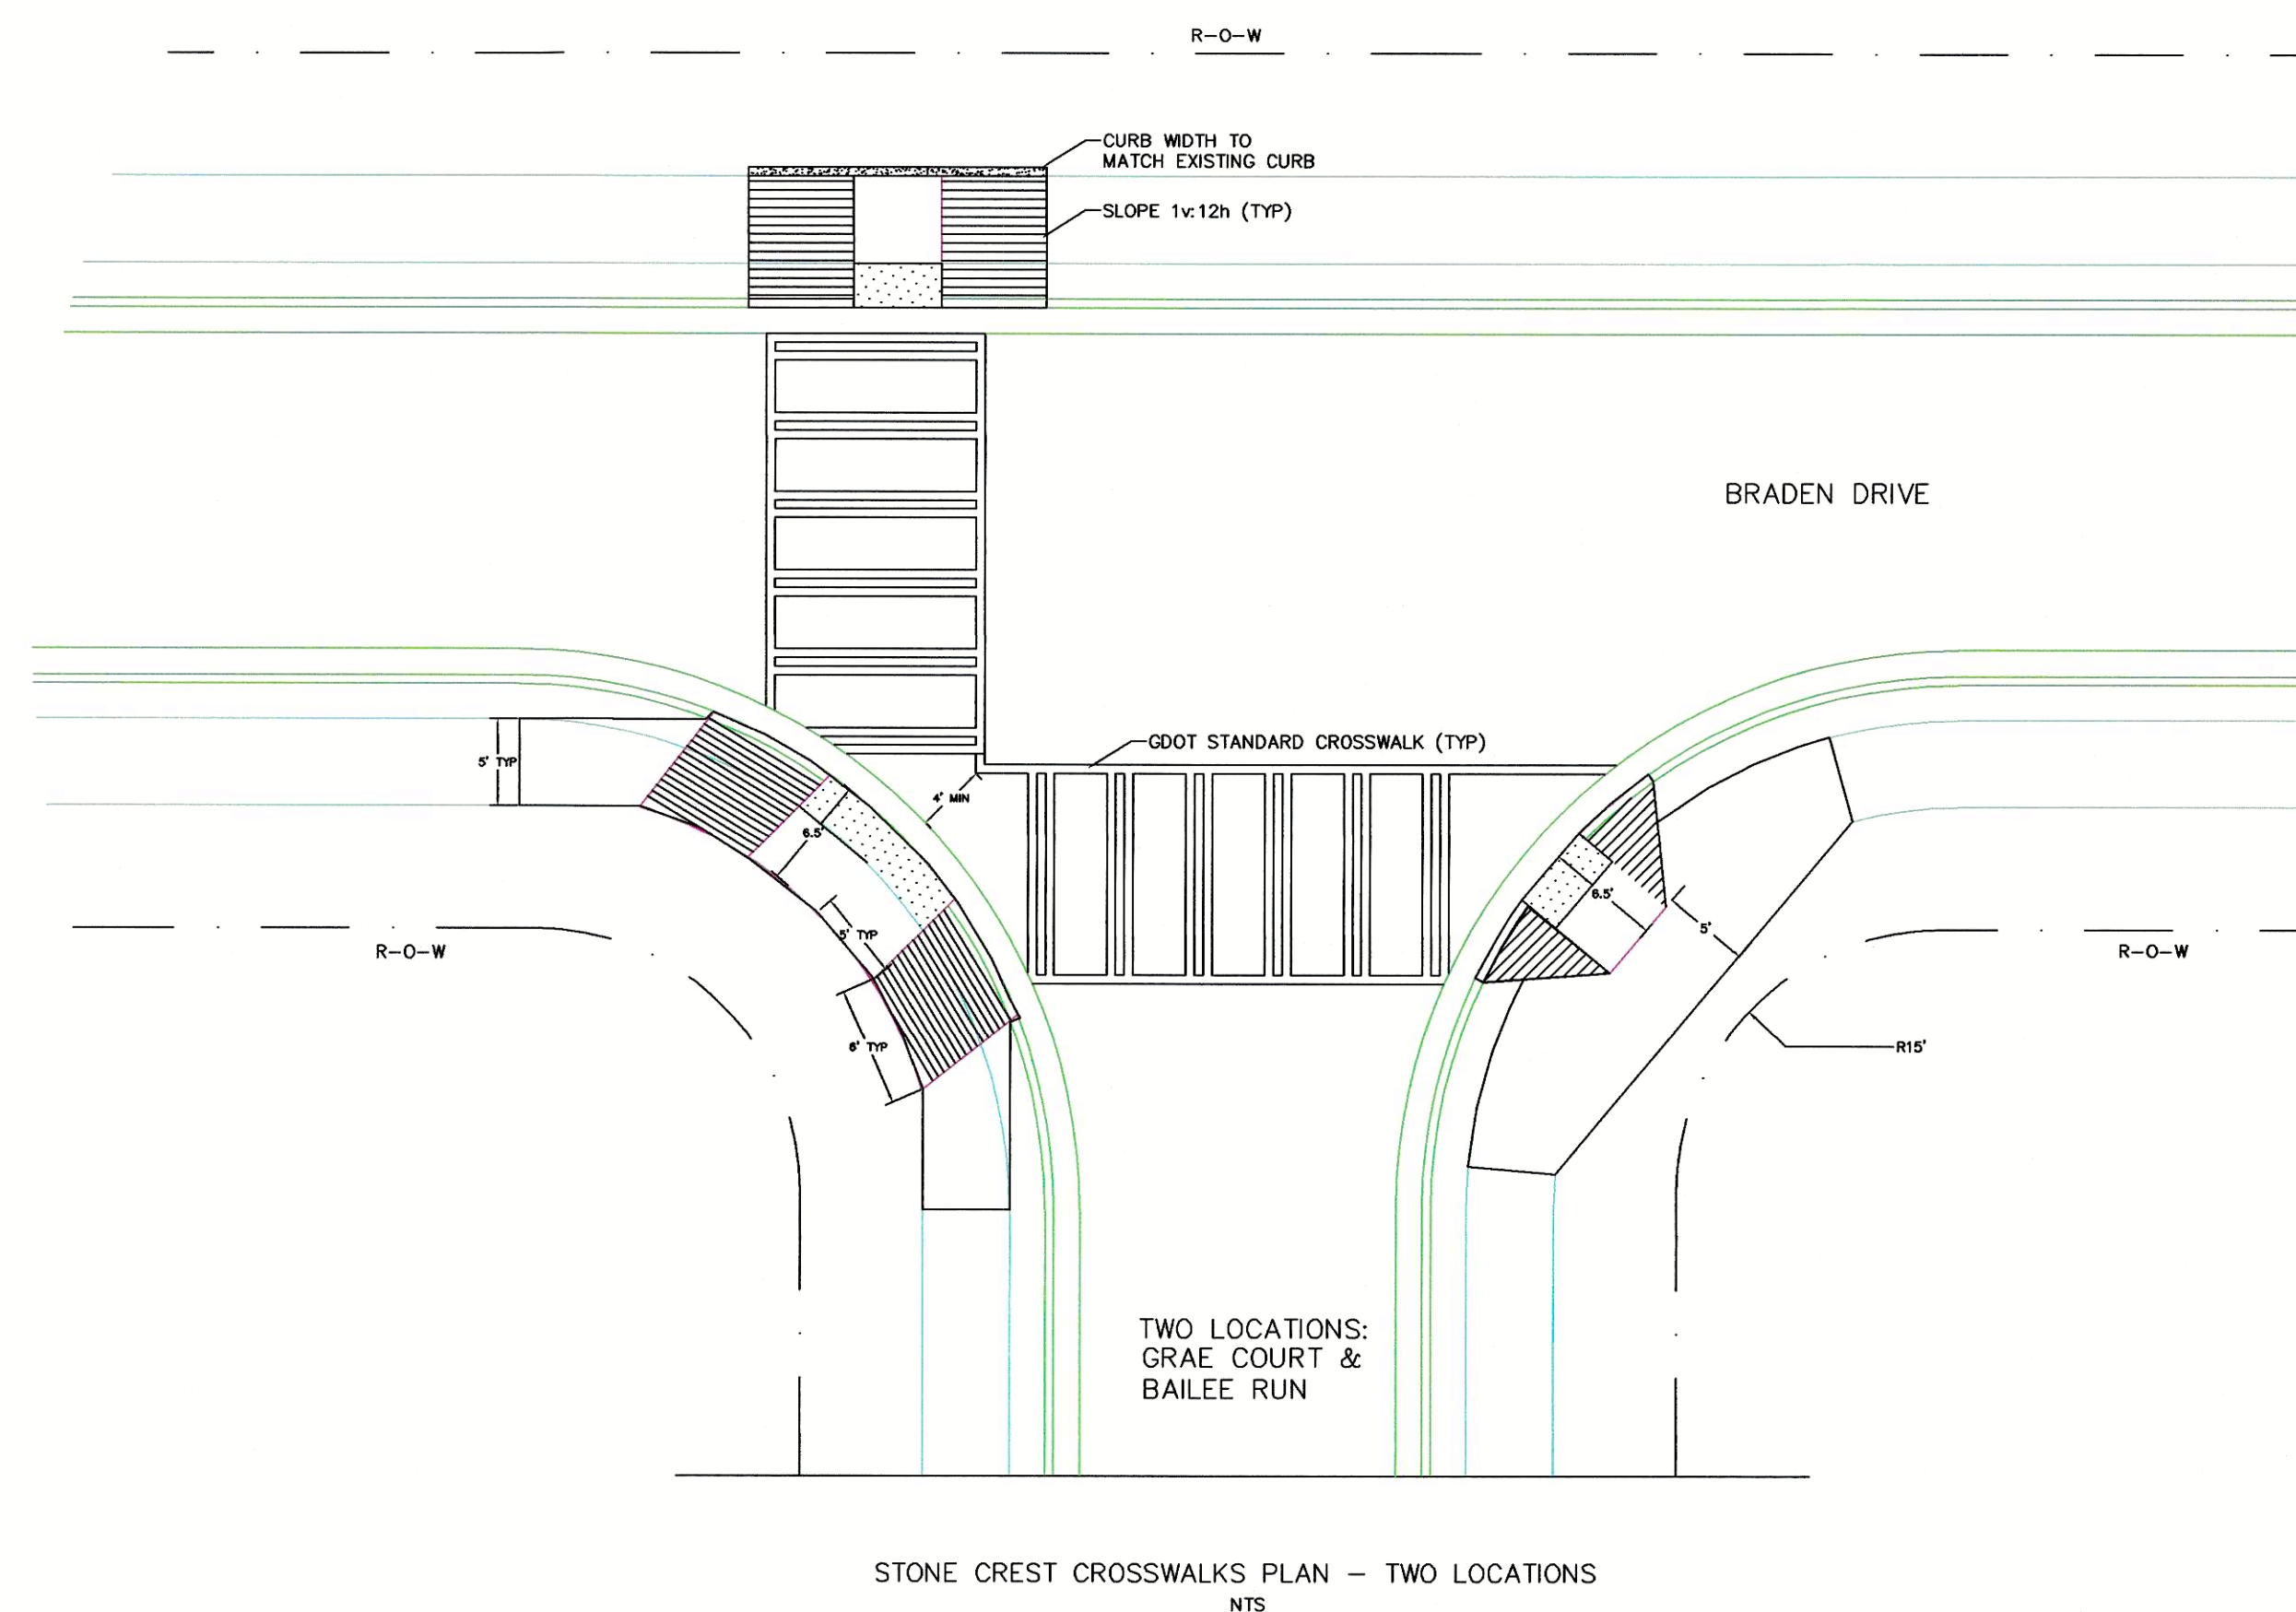 R-O-W
CURB WIDTH TO
MATCH EXISTING CURB
SLOPE 1v:12h (TYP)
BRADEN DRIVE
GDOT STANDARD CROSSWALK (TYP)
5' TYP
4' MIN
6.5'
6.5'
5' TYP
5'
R-O-W
R-O-W
6' TYP
R15'
TWO LOCATIONS:
GRAE COURT &
BAILEE RUN
STONE CREST CROSSWALKS PLAN – TWO LOCATIONS
NTS